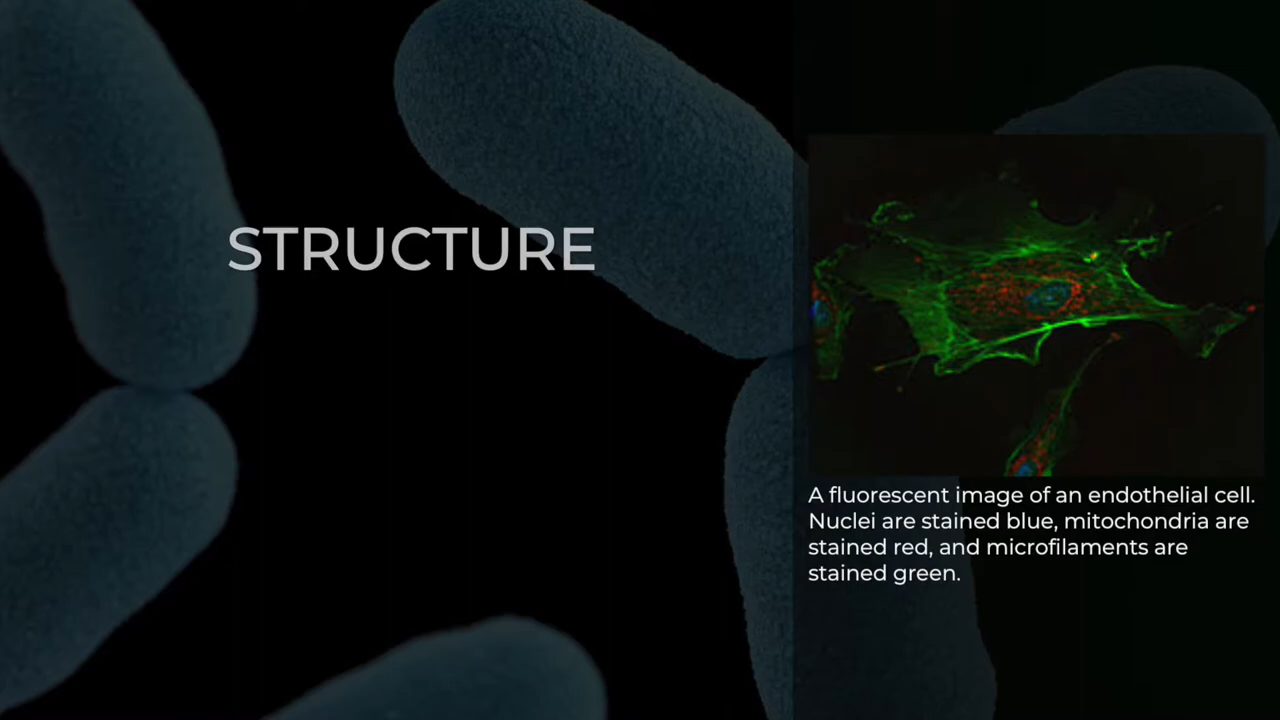 STRUCTURE
A fluorescent image of an endothelial cell.
Nuclei are stained blue, mitochondria are
stained red, and microfilaments are
stained green.